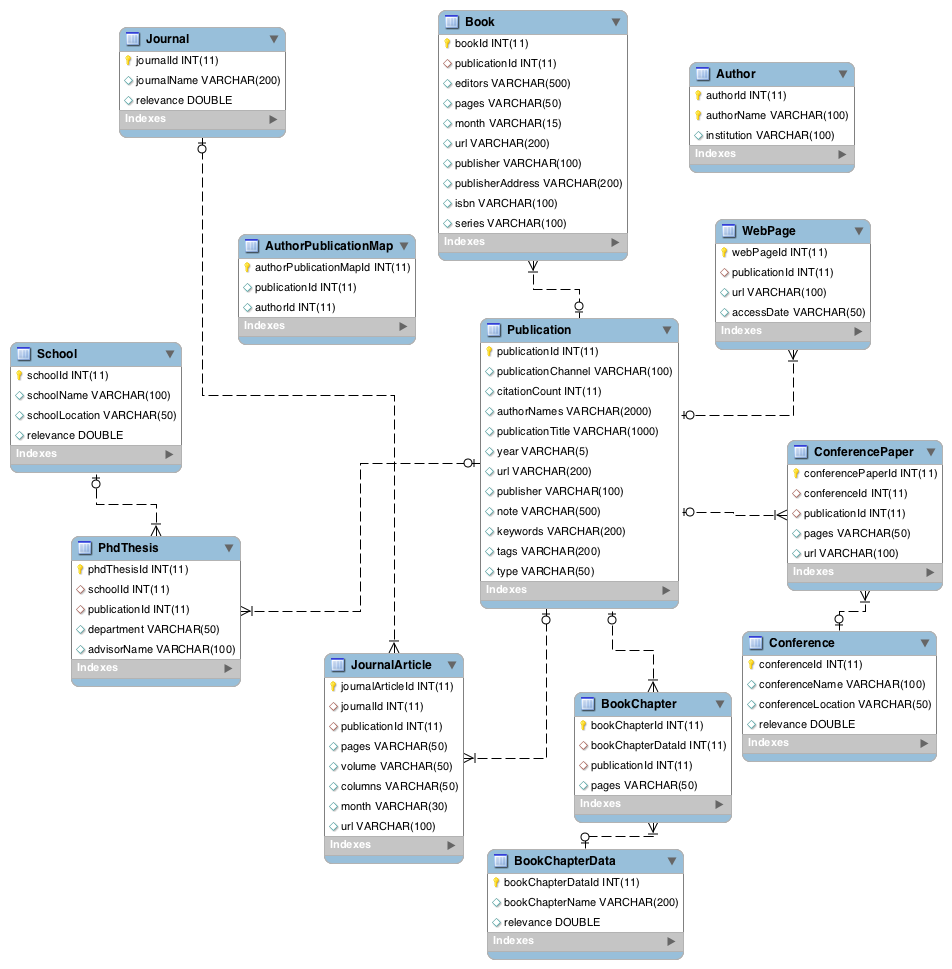 Journal
journalId INT(11)
journalName VARCHAR(200)
relevance DOUBLE
Indexes
Book
bookId INT(11)
publicationId INT(11)
editors VARCHAR(500)
pages VARCHAR(50)
month VARCHAR(15)
url VARCHAR(200)
publisher VARCHAR(100)
publisherAddress VARCHAR(200)
isbn VARCHAR(100)
series VARCHAR(100)
Indexes
Author
authorId INT(11)
authorName VARCHAR(100)
institution VARCHAR(100)
Indexes
AuthorPublicationMap
authorPublicationMapId INT(11)
publicationId INT(11)
authorId INT(11)
Indexes
WebPage
webPageId INT(11)
publicationId INT(11)
url VARCHAR(100)
accessDate VARCHAR(50)
Indexes
School
schoolId INT(11)
schoolName VARCHAR(100)
schoolLocation VARCHAR(50)
relevance DOUBLE
Indexes
Publication
publicationId INT(11)
publicationChannel VARCHAR(100)
citationCount INT(11)
authorNames VARCHAR(2000)
publicationTitle VARCHAR(1000)
year VARCHAR(5)
url VARCHAR(200)
publisher VARCHAR(100)
note VARCHAR(500)
keywords VARCHAR(200)
tags VARCHAR(200)
type VARCHAR(50)
Indexes
ConferencePaper
conferencePaperId INT(11)
conferenceId INT(11)
publicationId INT(11)
pages VARCHAR(50)
url VARCHAR(100)
Indexes
PhdThesis
phdThesisId INT(11)
schoolId INT(11)
publicationId INT(11)
department VARCHAR(50)
advisorName VARCHAR(100)
Indexes
JournalArticle
journalArticleId INT(11)
journalId INT(11)
publicationId INT(11)
pages VARCHAR(50)
volume VARCHAR(50)
columns VARCHAR(50)
month VARCHAR(30)
url VARCHAR(100)
Indexes
Conference
conferenceId INT(11)
conferenceName VARCHAR(100)
conferenceLocation VARCHAR(50)
relevance DOUBLE
Indexes
BookChapter
bookChapterId INT(11)
bookChapterDataId INT(11)
publicationId INT(11)
pages VARCHAR(50)
Indexes
BookChapterData
bookChapterDataId INT(11)
bookChapterName VARCHAR(200)
relevance DOUBLE
Indexes